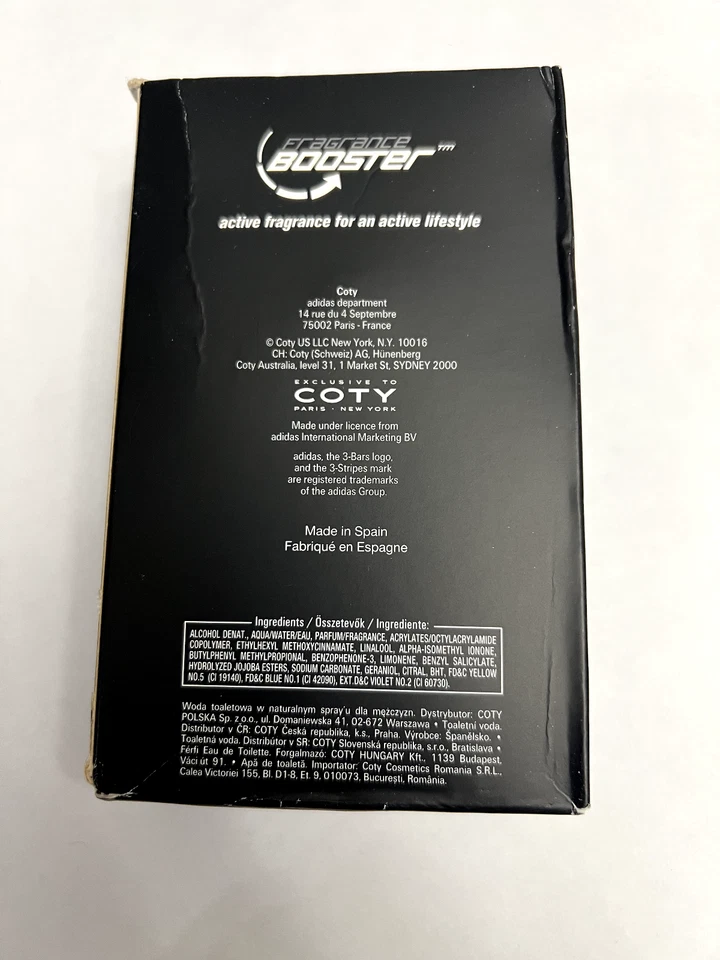 Fragrance
BOOSTER™
active fragrance for an active lifestyle
Coty
adidas department
14 rue du 4 Septembre
75002 Paris - France
© Coty US LLC New York, N.Y. 10016
CH: Coty (Schweiz) AG, Hünenberg
Coty Australia, level 31, 1 Market St, SYDNEY 2000
EXCLUSIVE TO
COTY
PARIS · NEW YORK
Made under licence from
adidas International Marketing BV
adidas, the 3-Bars logo,
and the 3-Stripes mark
are registered trademarks
of the adidas Group.
Made in Spain
Fabriqué en Espagne
Ingredients / Összetevők / Ingrediente:
ALCOHOL DENAT., AQUA/WATER/EAU, PARFUM/FRAGRANCE, ACRYLATES/OCTYLACRYLAMIDE
COPOLYMER, ETHYLHEXYL METHOXYCINNAMATE, LINALOOL, ALPHA-ISOMETHYL IONONE,
BUTYLPHENYL METHYLPROPIONAL, BENZOPHENONE-3, LIMONENE, BENZYL SALICYLATE,
HYDROLYZED JOJOBA ESTERS, SODIUM CARBONATE, GERANIOL, CITRAL, BHT, FD&C YELLOW
NO.5 (CI 19140), FD&C BLUE NO.1 (CI 42090), EXT.D&C VIOLET NO.2 (CI 60730).
Woda toaletowa w naturalnym spray'u dla mężczyzn. Dystrybutor: COTY
POLSKA Sp. z o.o., ul. Domaniewska 41, 02-672 Warszawa • Toaletní voda.
Distributor v ČR: COTY Česká republika, k.s., Praha. Výrobce: Španělsko. •
Toaletná voda. Distribútor v SR: COTY Slovenská republika, s.r.o., Bratislava •
Férfi Eau de Toilette. Forgalmazó: COTY HUNGARY Kft., 1139 Budapest,
Váci út 91. • Apă de toaletă. Importator: Coty Cosmetics Romania S.R.L.,
Calea Victoriei 155, Bl. D1-8, Et. 9, 010073, Bucureşti, România.